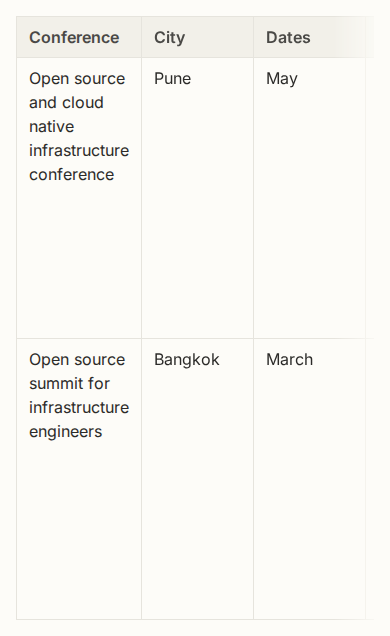 Conference City Dates
Open source Pune May
and cloud
native
infrastructure
conference
Open source Bangkok March
summit for
infrastructure
engineers